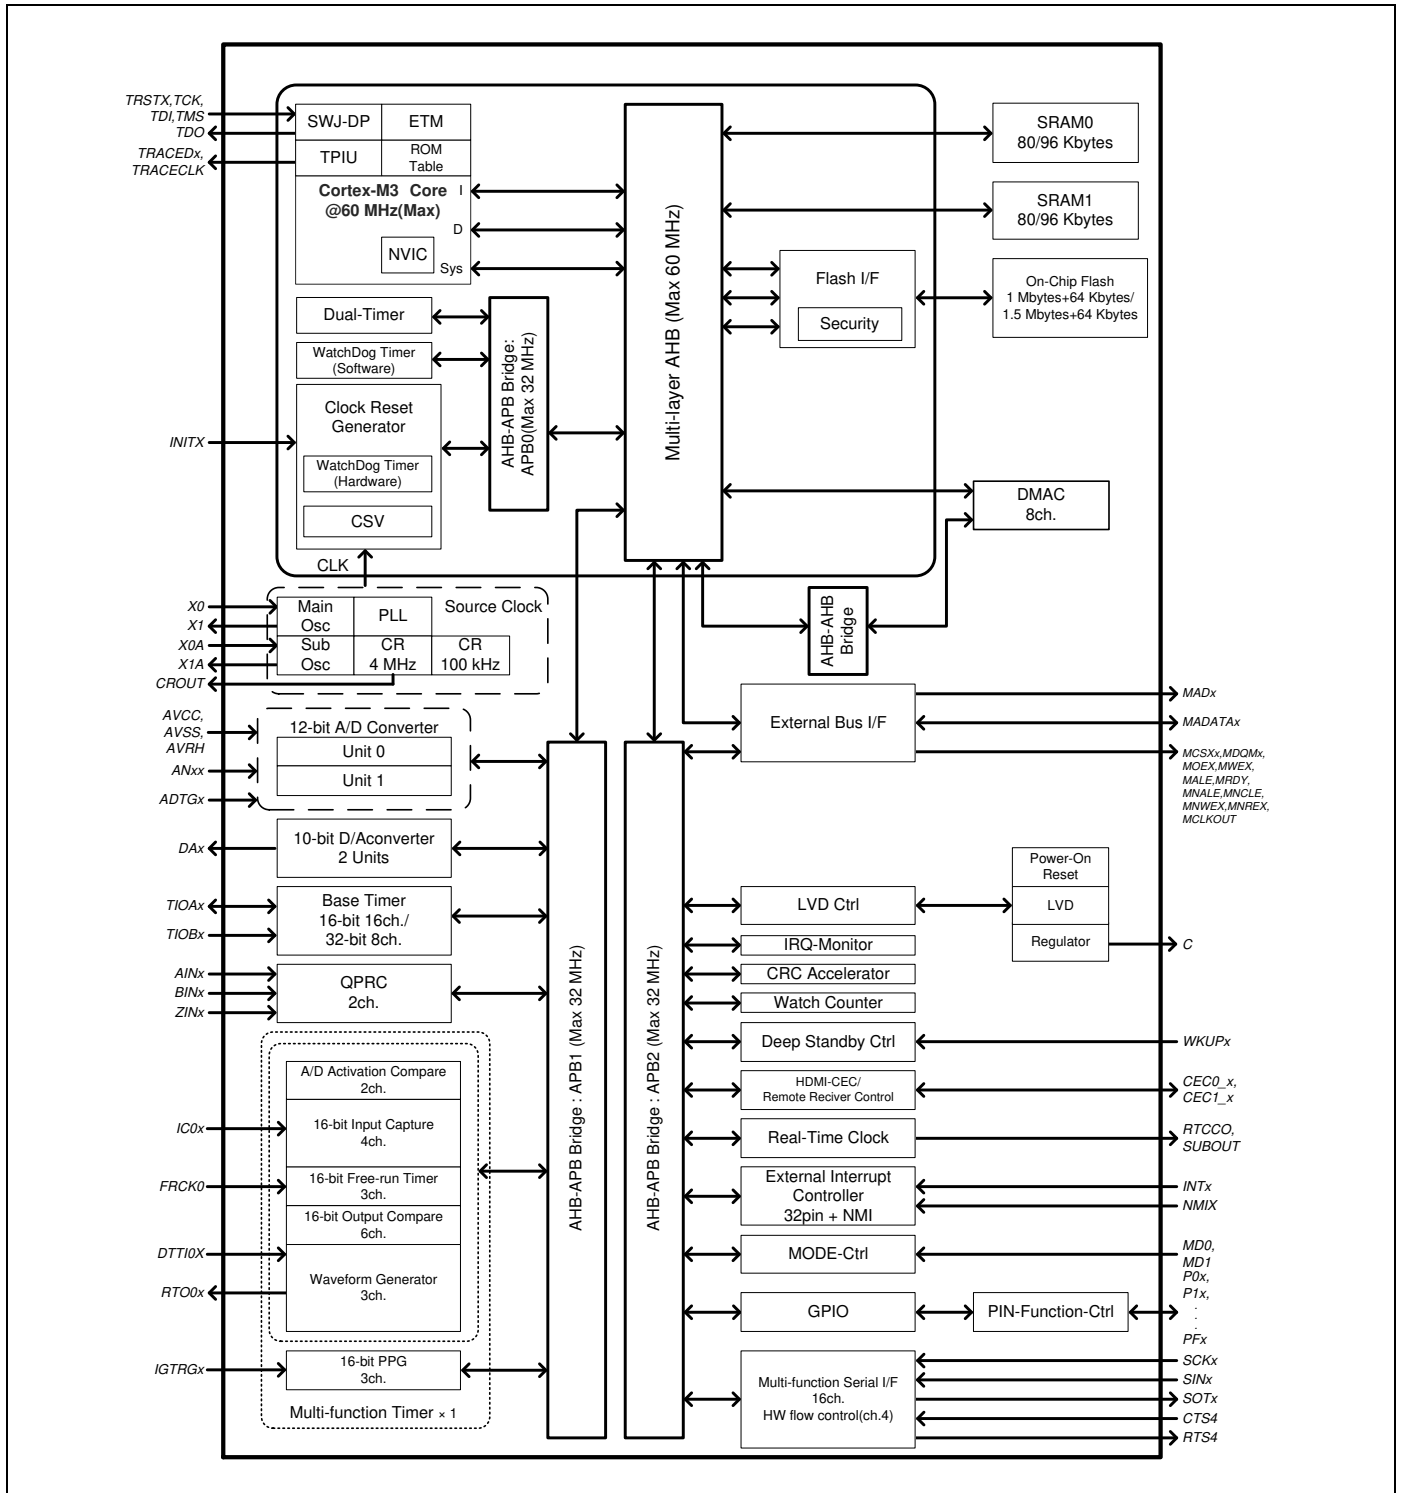 TRSTX,TCK,
TDI,TMS
TDO
TRACEDx,
TRACECLK
SWJ-DP
ETM
TPIU
ROM
Table
Cortex-M3 Core
@60 MHz(Max)
I
D
Sys
NVIC
Multi-layer AHB (Max 60 MHz)
SRAM0
80/96 Kbytes
SRAM1
80/96 Kbytes
Flash I/F
Security
On-Chip Flash
1 Mbytes+64 Kbytes/
1.5 Mbytes+64 Kbytes
Dual-Timer
WatchDog Timer
(Software)
AHB-APB Bridge:
APB0(Max 32 MHz)
INITX
Clock Reset
Generator
WatchDog Timer
(Hardware)
CSV
CLK
DMAC
8ch.
AHB-AHB
Bridge
X0
X1
X0A
X1A
CROUT
Main
Osc
PLL
Source Clock
Sub
Osc
CR
4 MHz
CR
100 kHz
AVCC,
AVSS,
AVRH
ANxx
ADTGx
12-bit A/D Converter
Unit 0
Unit 1
External Bus I/F
MADx
MADATAx
MCSXx,MDQMx,
MOEX,MWEX,
MALE,MRDY,
MNALE,MNCLE,
MNWEX,MNREX,
MCLKOUT
DAx
10-bit D/Aconverter
2 Units
TIOAx
TIOBx
Base Timer
16-bit 16ch./
32-bit 8ch.
AINx
BINx
ZINx
QPRC
2ch.
AHB-APB Bridge : APB1 (Max 32 MHz)
AHB-APB Bridge : APB2 (Max 32 MHz)
LVD Ctrl
Power-On
Reset
LVD
Regulator
C
IRQ-Monitor
CRC Accelerator
Watch Counter
Deep Standby Ctrl
WKUPx
HDMI-CEC/
Remote Reciver Control
CEC0_x,
CEC1_x
Real-Time Clock
RTCCO,
SUBOUT
External Interrupt
Controller
32pin + NMI
INTx
NMIX
MODE-Ctrl
MD0,
MD1
GPIO
PIN-Function-Ctrl
P0x,
P1x,
.
.
PFx
Multi-function Serial I/F
16ch.
HW flow control(ch.4)
SCKx
SINx
SOTx
CTS4
RTS4
A/D Activation Compare
2ch.
IC0x
16-bit Input Capture
4ch.
FRCK0
16-bit Free-run Timer
3ch.
16-bit Output Compare
6ch.
DTTI0X
RTO0x
Waveform Generator
3ch.
IGTRGx
16-bit PPG
3ch.
Multi-function Timer × 1